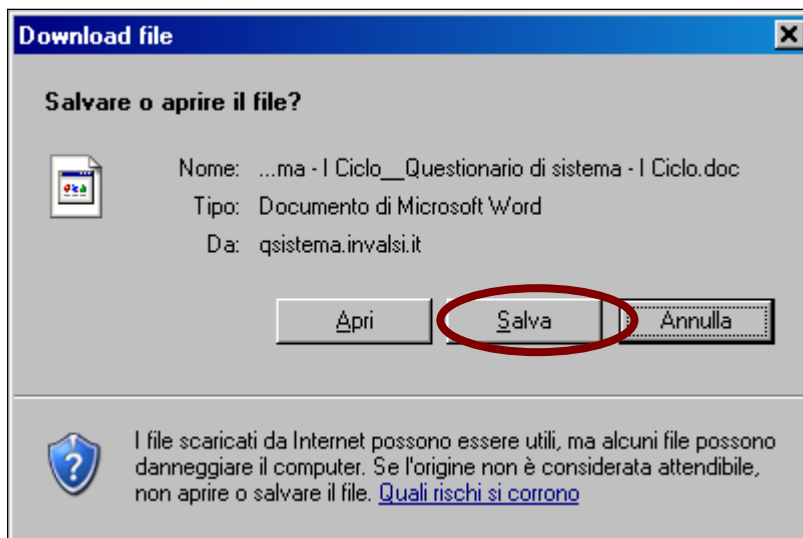 Download file
Salvare o aprire il file?
Nome: ...ma - I Ciclo__Questionario di sistema - I Ciclo.doc
Tipo: Documento di Microsoft Word
Da: qsistema.invalsi.it
Apri Salva Annulla
I file scaricati da Internet possono essere utili, ma alcuni file possono
danneggiare il computer. Se l'origine non è considerata attendibile,
non aprire o salvare il file. Quali rischi si corrono